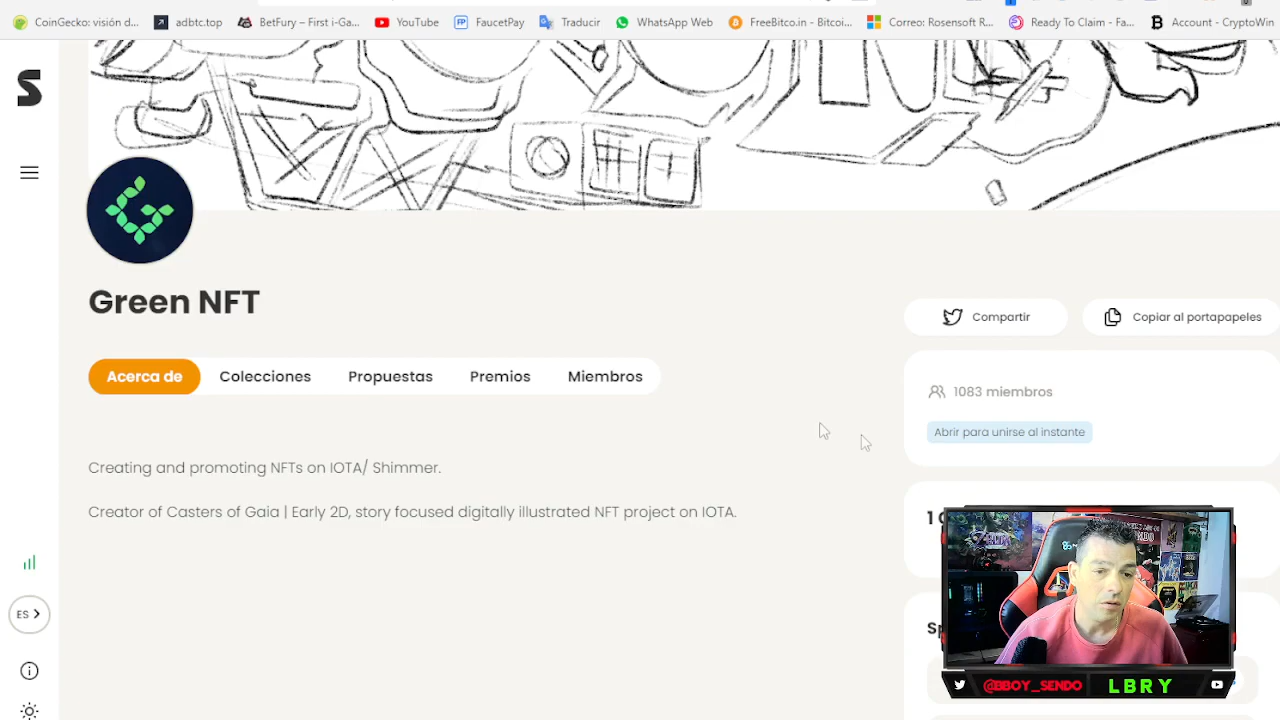 CoinGecko: visión d...
adbtc.top
BetFury – First i-Ga...
YouTube
FaucetPay
Traducir
WhatsApp Web
FreeBitco.in - Bitcoi...
Correo: Rosensoft R...
Ready To Claim - Fa...
Account - CryptoWin
Green NFT
Compartir
Copiar al portapapeles
Acerca de
Colecciones
Propuestas
Premios
Miembros
1083 miembros
Abrir para unirse al instante
Creating and promoting NFTs on IOTA/ Shimmer.
Creator of Casters of Gaia | Early 2D, story focused digitally illustrated NFT project on IOTA.
ES
@BBOY_SENDO
LBRY